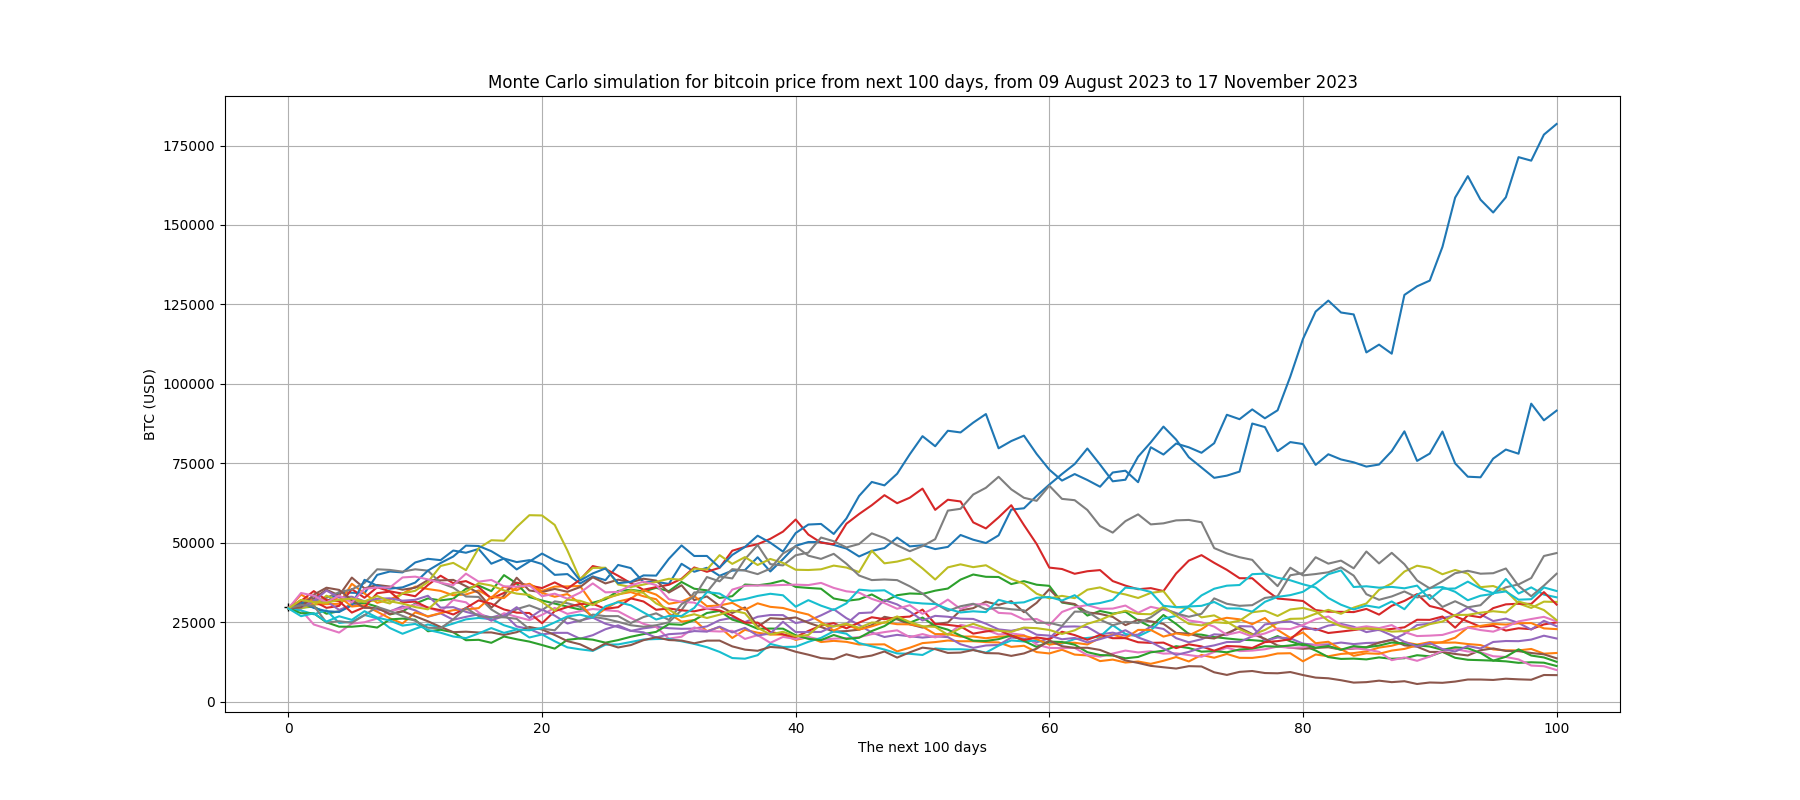 Monte Carlo simulation for bitcoin price from next 100 days, from 09 August 2023 to 17 November 2023
175000
150000
125000
100000
75000
50000
25000
0
BTC (USD)
0 20 40 60 80 100
The next 100 days